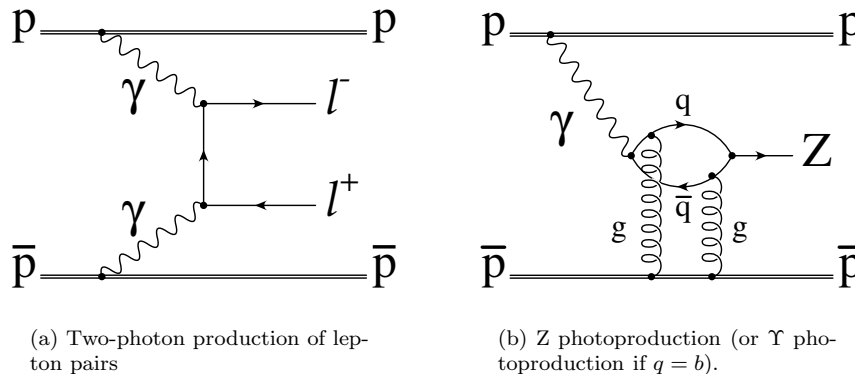 p p
γ l-
γ l+
p̅ p̅
(a) Two-photon production of lep-
ton pairs
p p
γ q Z
q̅
g g
p̅ p̅
(b) Z photoproduction (or ϒ pho-
toproduction if q = b).